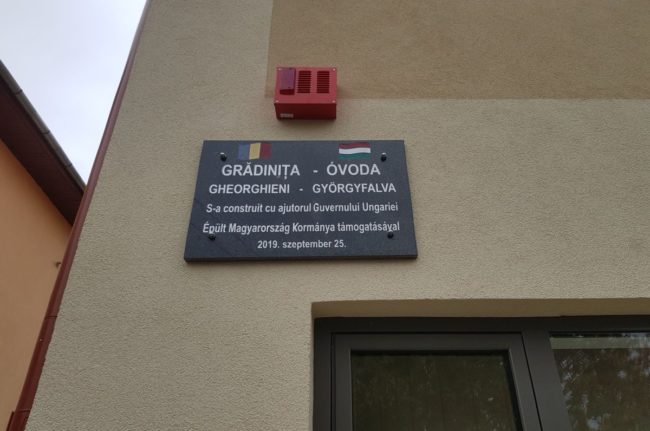 GRĂDINIȚA - ÓVODA
GHEORGHIENI - GYÖRGYFALVA
S-a construit cu ajutorul Guvernului Ungariei
Épült Magyarország Kormánya támogatásával
2019. szeptember 25.